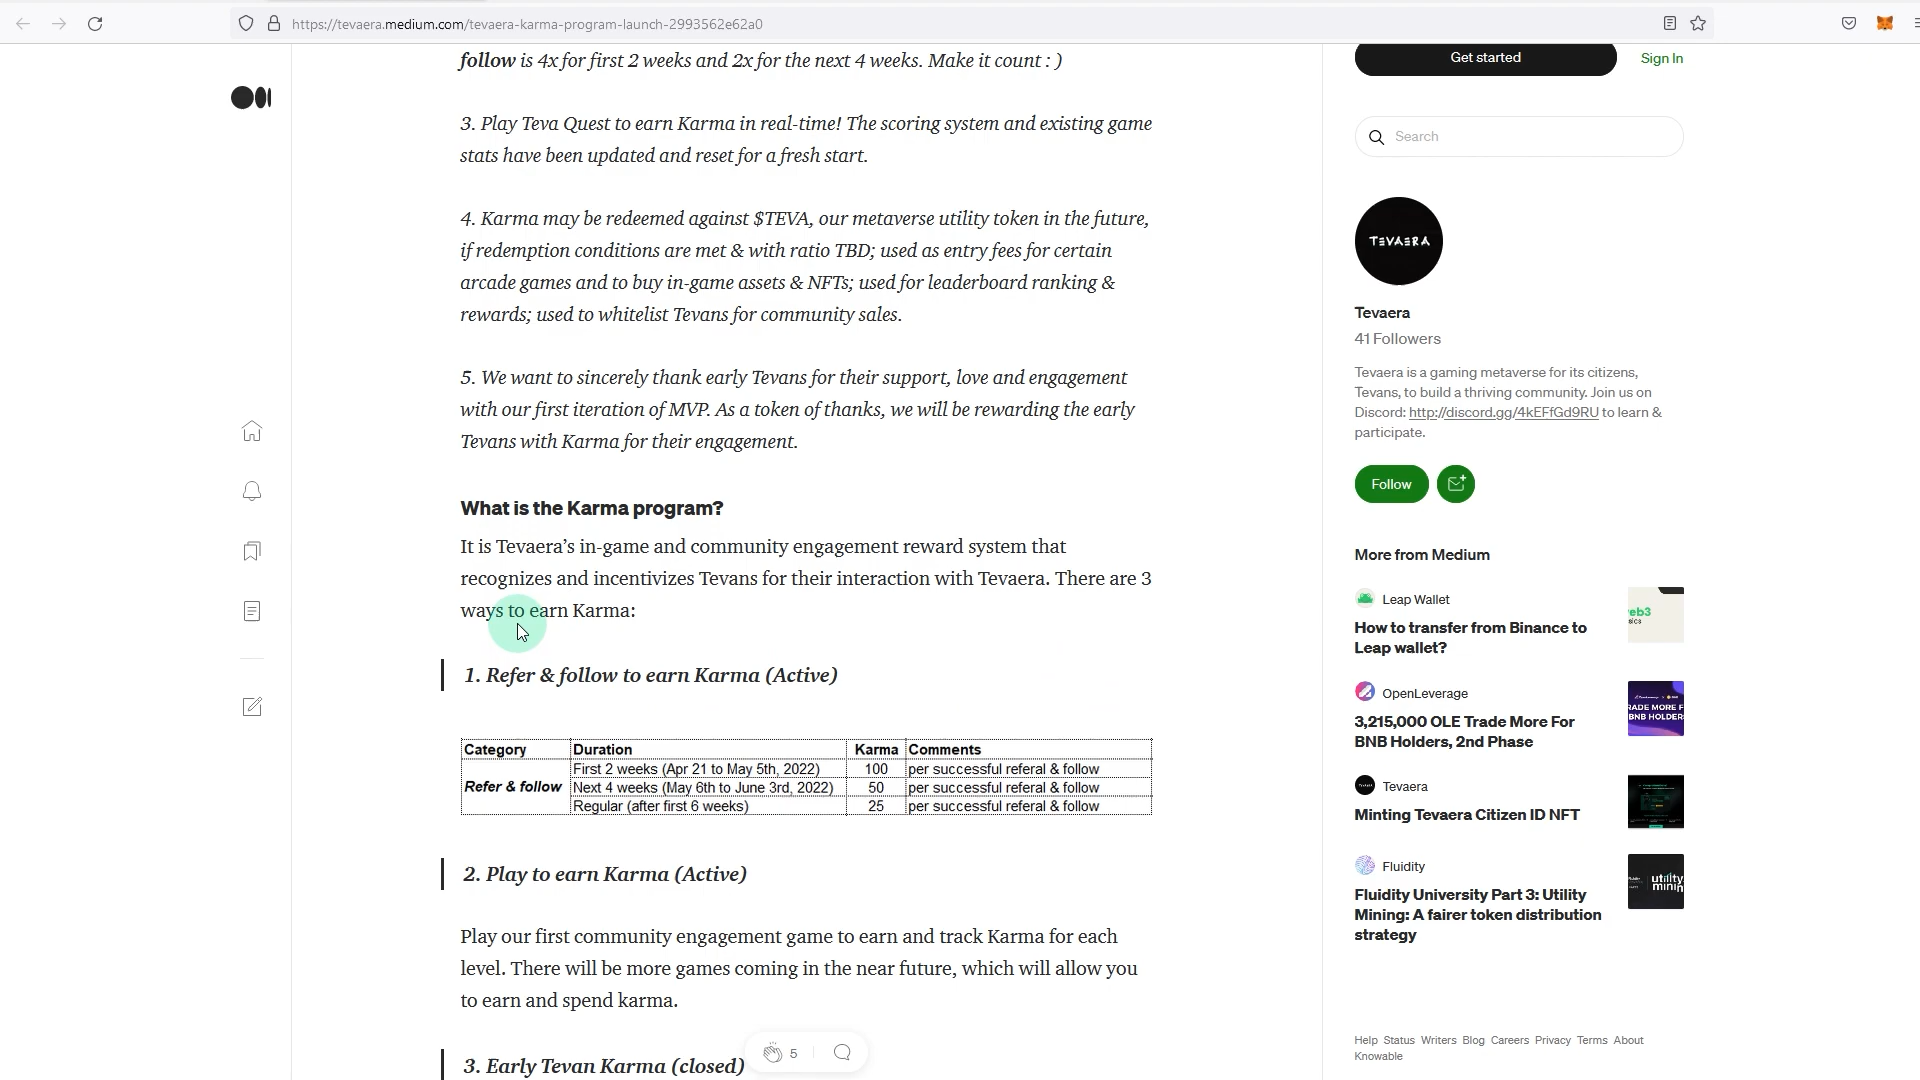 https://tevaera.medium.com/tevaera-karma-program-launch-2993562e62a0
follow is 4x for first 2 weeks and 2x for the next 4 weeks. Make it count : )
3. Play Teva Quest to earn Karma in real-time! The scoring system and existing game
stats have been updated and reset for a fresh start.
4. Karma may be redeemed against $TEVA, our metaverse utility token in the future,
if redemption conditions are met & with ratio TBD; used as entry fees for certain
arcade games and to buy in-game assets & NFTs; used for leaderboard ranking &
rewards; used to whitelist Tevans for community sales.
5. We want to sincerely thank early Tevans for their support, love and engagement
with our first iteration of MVP. As a token of thanks, we will be rewarding the early
Tevans with Karma for their engagement.
What is the Karma program?
It is Tevaera’s in-game and community engagement reward system that
recognizes and incentivizes Tevans for their interaction with Tevaera. There are 3
ways to earn Karma:
1. Refer & follow to earn Karma (Active)
Category Duration Karma Comments
First 2 weeks (Apr 21 to May 5th, 2022) 100 per successful referal & follow
Refer & follow Next 4 weeks (May 6th to June 3rd, 2022) 50 per successful referal & follow
Regular (after first 6 weeks) 25 per successful referal & follow
2. Play to earn Karma (Active)
Play our first community engagement game to earn and track Karma for each
level. There will be more games coming in the near future, which will allow you
to earn and spend karma.
3. Early Tevan Karma (closed)
5
Get started Sign In
Search
TEVAERA
Tevaera
41 Followers
Tevaera is a gaming metaverse for its citizens,
Tevans, to build a thriving community. Join us on
Discord: http://discord.gg/4kEFfGd9RU to learn &
participate.
Follow
More from Medium
Leap Wallet
How to transfer from Binance to
Leap wallet?
OpenLeverage
3,215,000 OLE Trade More For
BNB Holders, 2nd Phase
RADE MORE F
BNB HOLDER
Tevaera
Minting Tevaera Citizen ID NFT
Fluidity
Fluidity University Part 3: Utility
Mining: A fairer token distribution
strategy
utility
minin
Help Status Writers Blog Careers Privacy Terms About
Knowable